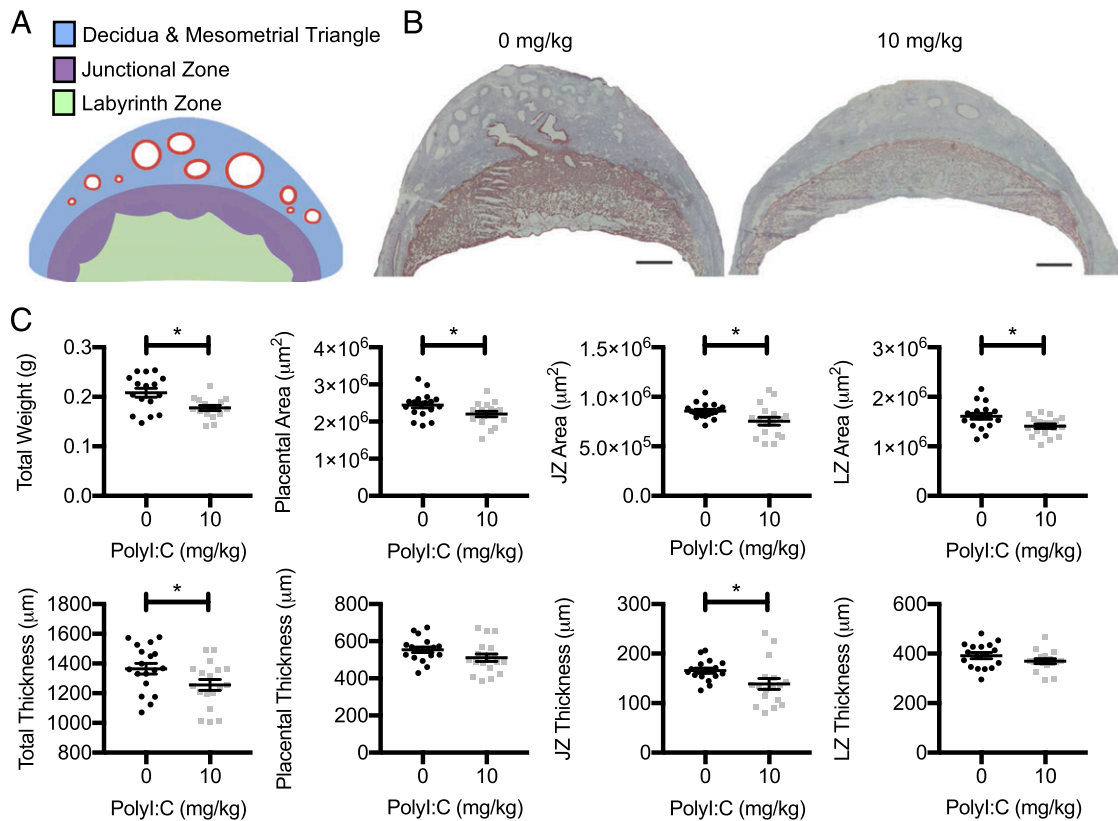 A
Decidua & Mesometrial Triangle
Junctional Zone
Labyrinth Zone
B
0 mg/kg
10 mg/kg
C
Total Weight (g)
0.3
0.2
0.1
0.0
*
0
10
PolyI:C (mg/kg)
Placental Area (μm²)
4×10⁶
3×10⁶
2×10⁶
1×10⁶
0
*
0
10
PolyI:C (mg/kg)
JZ Area (μm²)
1.5×10⁶
1.0×10⁶
5.0×10⁵
0.0
*
0
10
PolyI:C (mg/kg)
LZ Area (μm²)
3×10⁶
2×10⁶
1×10⁶
0
*
0
10
PolyI:C (mg/kg)
Total Thickness (μm)
1800
1600
1400
1200
1000
800
*
0
10
PolyI:C (mg/kg)
Placental Thickness (μm)
800
600
400
200
0
0
10
PolyI:C (mg/kg)
JZ Thickness (μm)
300
200
100
0
*
0
10
PolyI:C (mg/kg)
LZ Thickness (μm)
600
400
200
0
0
10
PolyI:C (mg/kg)